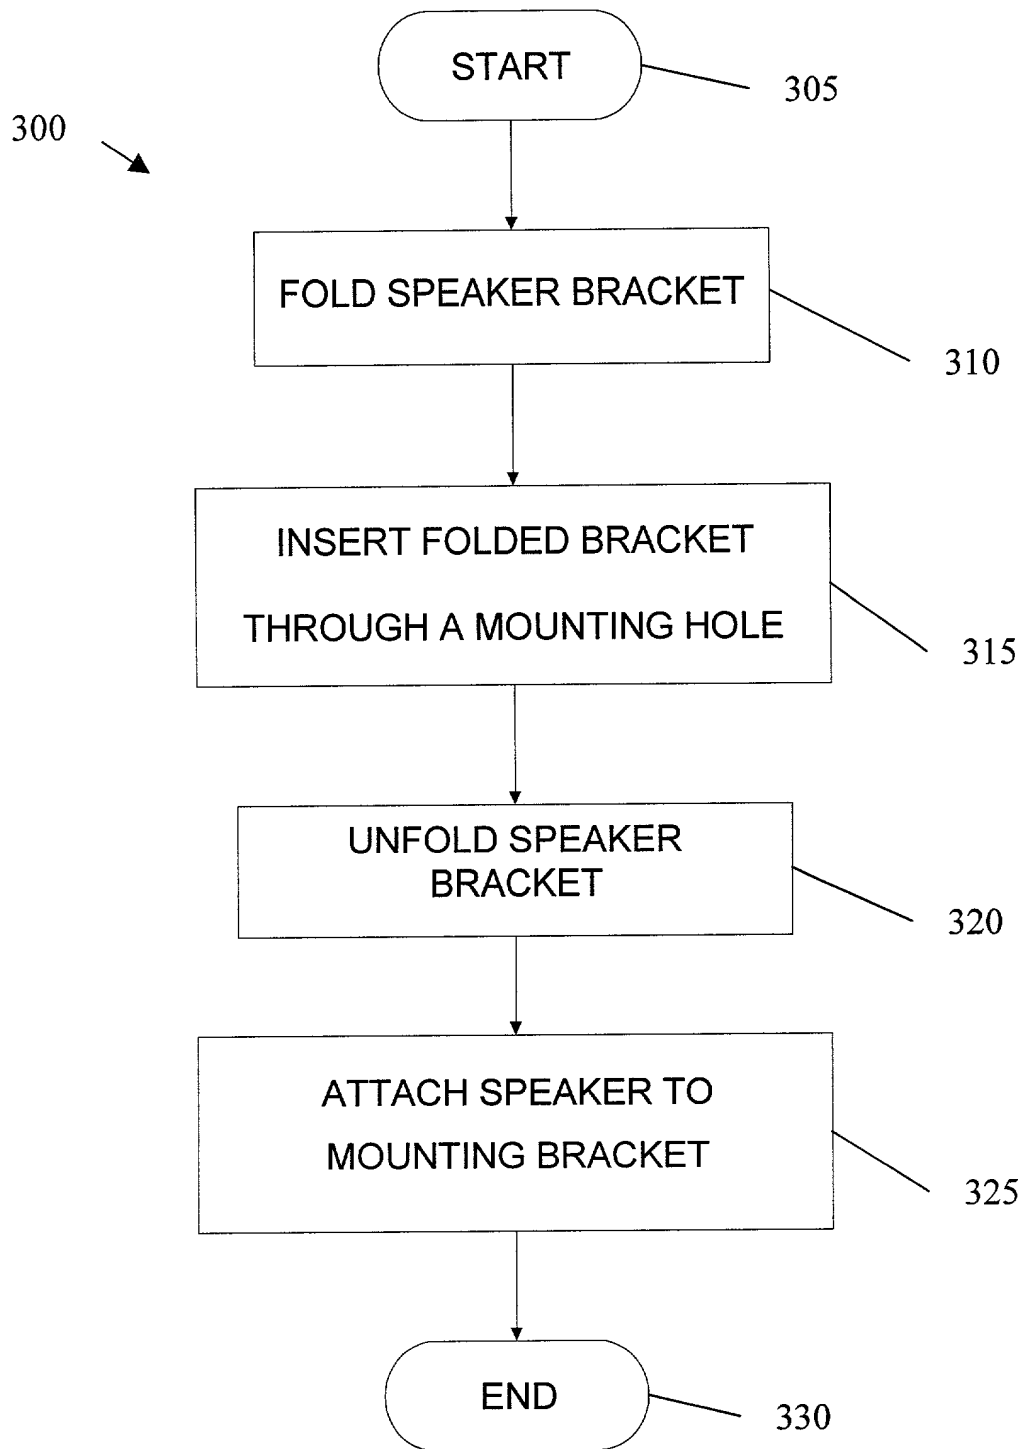 START
305
300
FOLD SPEAKER BRACKET
310
INSERT FOLDED BRACKET
THROUGH A MOUNTING HOLE
315
UNFOLD SPEAKER
BRACKET
320
ATTACH SPEAKER TO
MOUNTING BRACKET
325
END
330